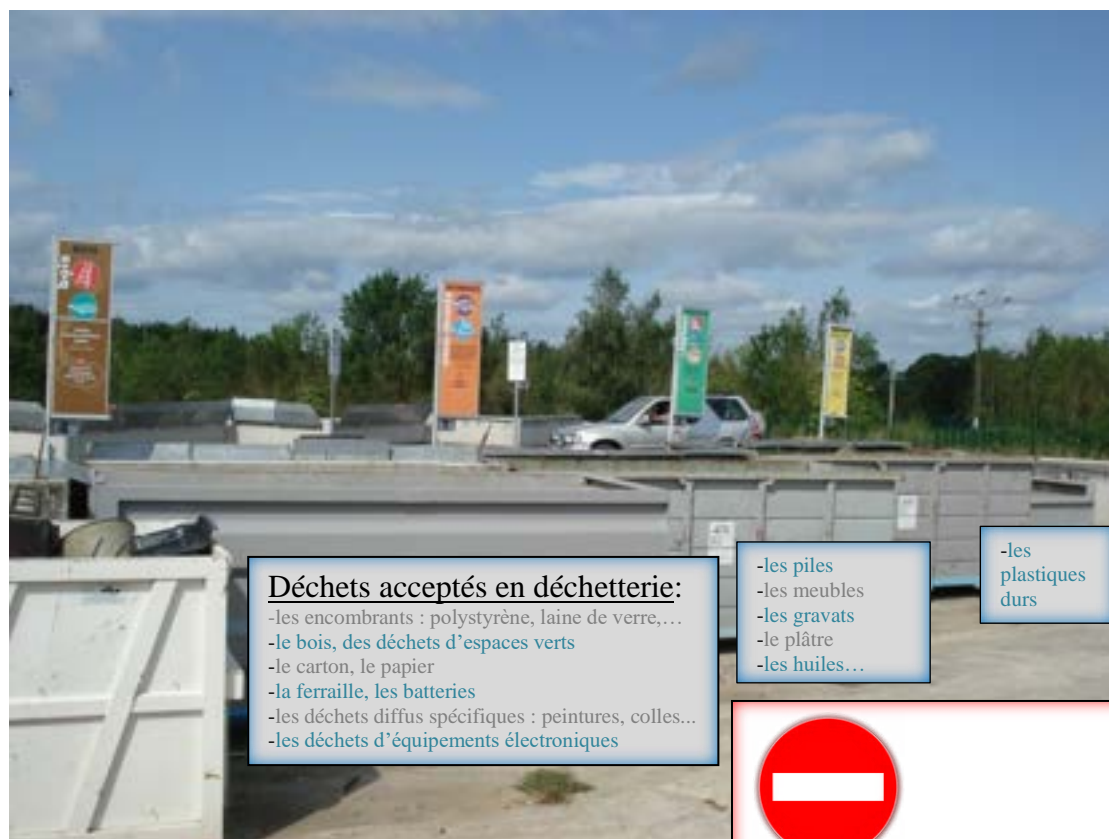 bois
Déchets acceptés en déchetterie:
-les encombrants : polystyrène, laine de verre,…
-le bois, des déchets d’espaces verts
-le carton, le papier
-la ferraille, les batteries
-les déchets diffus spécifiques : peintures, colles...
-les déchets d’équipements électroniques
-les piles
-les meubles
-les gravats
-le plâtre
-les huiles…
-les
plastiques
durs